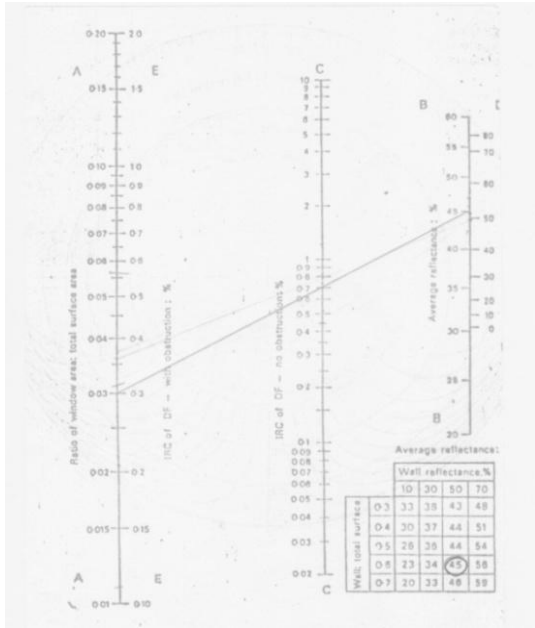 0·20 2·0
A E
0·15 1·5
0·10 1·0
0·09 0·9
0·08 0·8
0·07 0·7
0·06 0·6
0·05 0·5
0·04 0·4
0·03 0·3
0·02 0·2
0·015 0·15
A E
0·01 0·10
Ratio of window area: total surface area
IRC of DF – with obstruction : %
C
10
9
8
7
6
5
4
3
2
1
0·9
0·8
0·7
0·6
0·5
0·4
0·3
0·2
0·1
0·09
0·08
0·07
0·06
0·05
0·04
0·03
0·02
C
IRC of DF – no obstructions %
B
60
55
50
45
40
35
30
25
20
B
Average reflectance : %
70
50
40
30
20
10
0
Average reflectance:
Wall reflectance,%
10 30 50 70
Wall; total surface
0·3 33 38 43 48
0·4 30 37 44 51
0·5 36 44 54
0·6 23 34 45 58
0·7 20 33 59